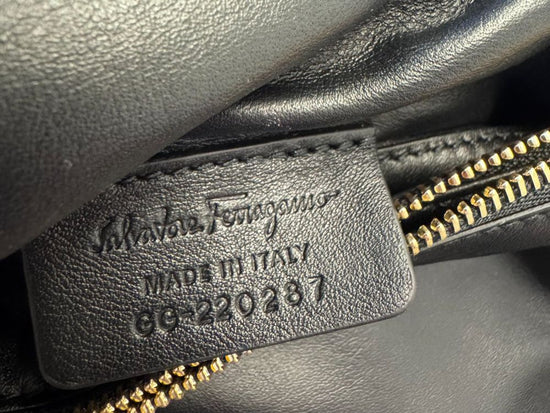 Salvatore Ferragamo
MADE IN ITALY
GG-220287